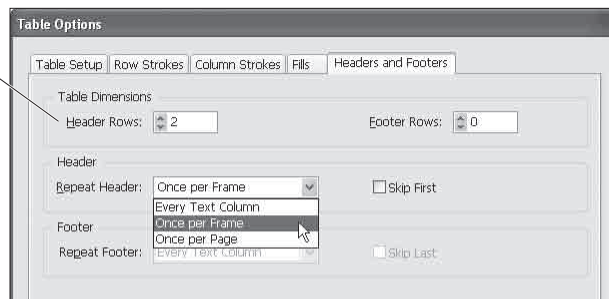 Table Options
Table Setup Row Strokes Column Strokes Fills Headers and Footers
Table Dimensions
Header Rows: 2 Footer Rows: 0
Header
Repeat Header: Once per Frame Skip First
Every Text Column
Once per Frame
Once per Page
Footer
Repeat Footer: Every Text Column Skip Last